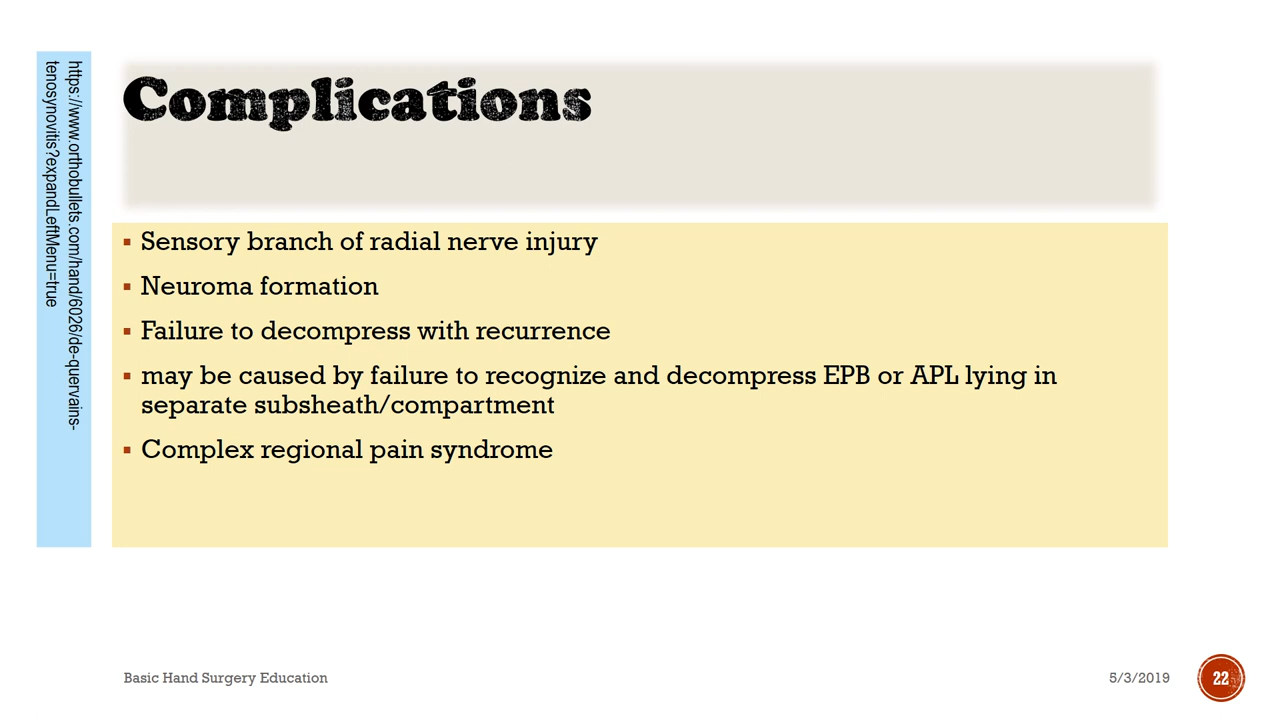 https://www.orthobullets.com/hand/6026/de-quervains-
tenosynovitis?expandLeftMenu=true
Complications
▪ Sensory branch of radial nerve injury
▪ Neuroma formation
▪ Failure to decompress with recurrence
▪ may be caused by failure to recognize and decompress EPB or APL lying in
separate subsheath/compartment
▪ Complex regional pain syndrome
Basic Hand Surgery Education
5/3/2019
22